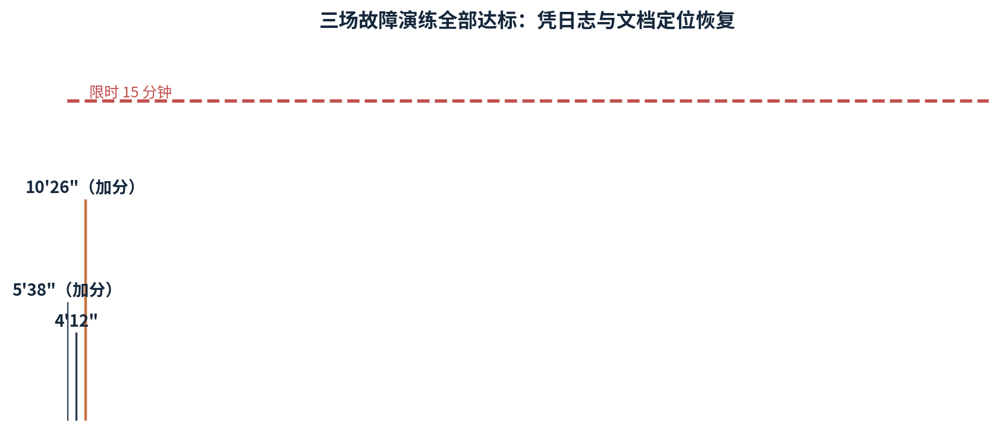 三场故障演练全部达标：凭日志与文档定位恢复
限时 15 分钟
10'26"（加分）
5'38"（加分）
4'12"